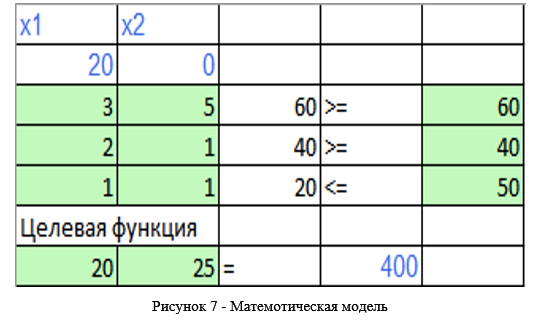 x1 x2
20 0
3 5 60 >= 60
2 1 40 >= 40
1 1 20 <= 50
Целевая функция
20 25 = 400
Рисунок 7 - Матемотическая модель